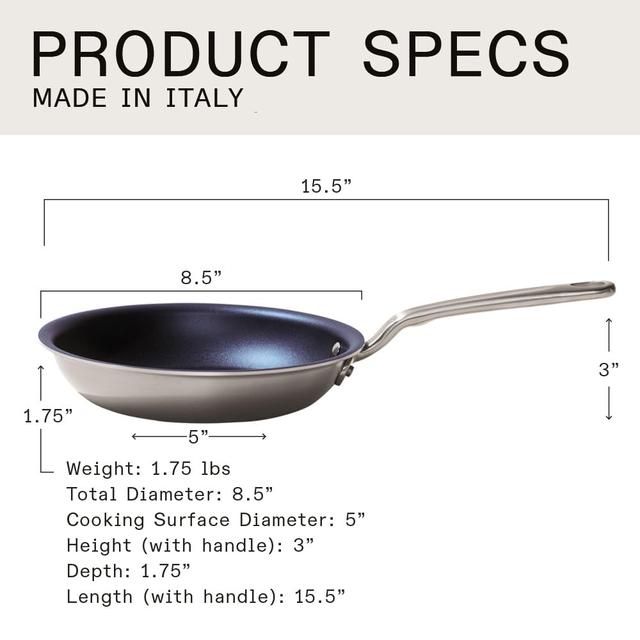 PRODUCT SPECS
MADE IN ITALY
15.5”
8.5”
3”
1.75”
5”
Weight: 1.75 lbs
Total Diameter: 8.5”
Cooking Surface Diameter: 5”
Height (with handle): 3”
Depth: 1.75”
Length (with handle): 15.5”